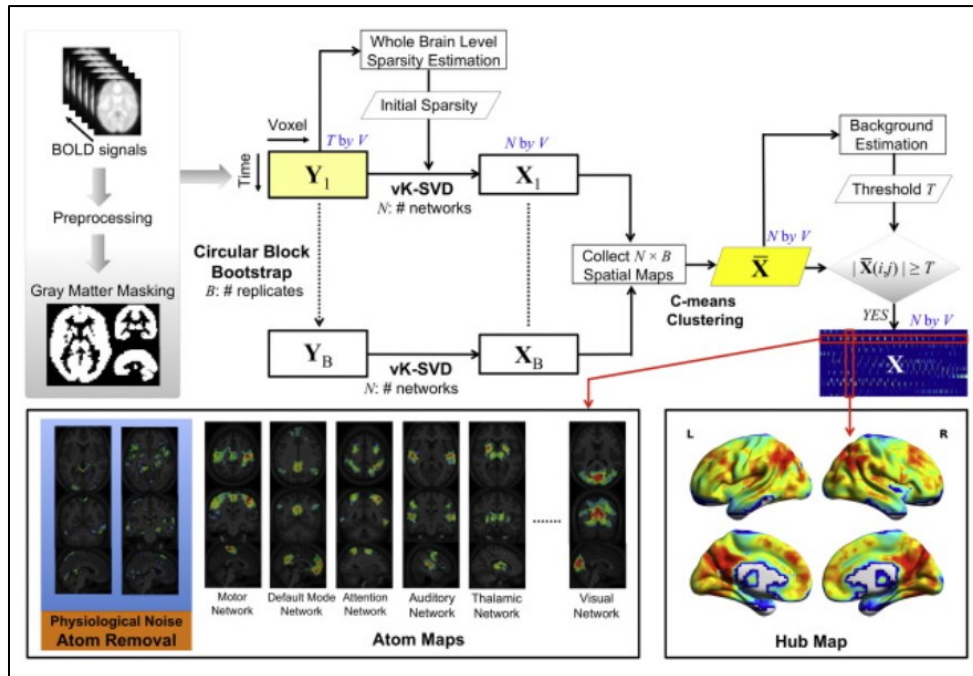 BOLD signals
Preprocessing
Gray Matter Masking
Whole Brain Level
Sparsity Estimation
Initial Sparsity
Voxel
Time
T by V
Y1
vK-SVD
N: # networks
N by V
X1
Circular Block
Bootstrap
B: # replicates
YB
vK-SVD
N: # networks
XB
Collect N × B
Spatial Maps
C-means
Clustering
N by V
X̅
Background
Estimation
Threshold T
| X̅(i,j) | ≥ T
YES
N by V
X
Physiological Noise
Atom Removal
Motor
Network
Default Mode
Network
Attention
Network
Auditory
Network
Thalamic
Network
.......
Visual
Network
Atom Maps
L
R
Hub Map